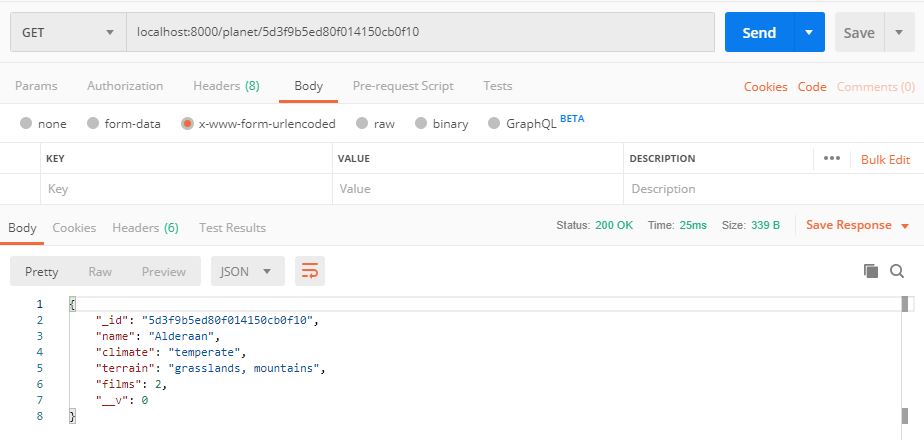 GET localhost:8000/planet/5d3f9b5ed80f014150cb0f10 Send Save
Params Authorization Headers (8) Body Pre-request Script Tests Cookies Code Comments (0)
none form-data x-www-form-urlencoded raw binary GraphQL BETA
KEY VALUE DESCRIPTION ••• Bulk Edit
Key Value Description
Body Cookies Headers (6) Test Results Status: 200 OK Time: 25ms Size: 339 B Save Response
Pretty Raw Preview JSON
1 {
2 "_id": "5d3f9b5ed80f014150cb0f10",
3 "name": "Alderaan",
4 "climate": "temperate",
5 "terrain": "grasslands, mountains",
6 "films": 2,
7 "__v": 0
8 }